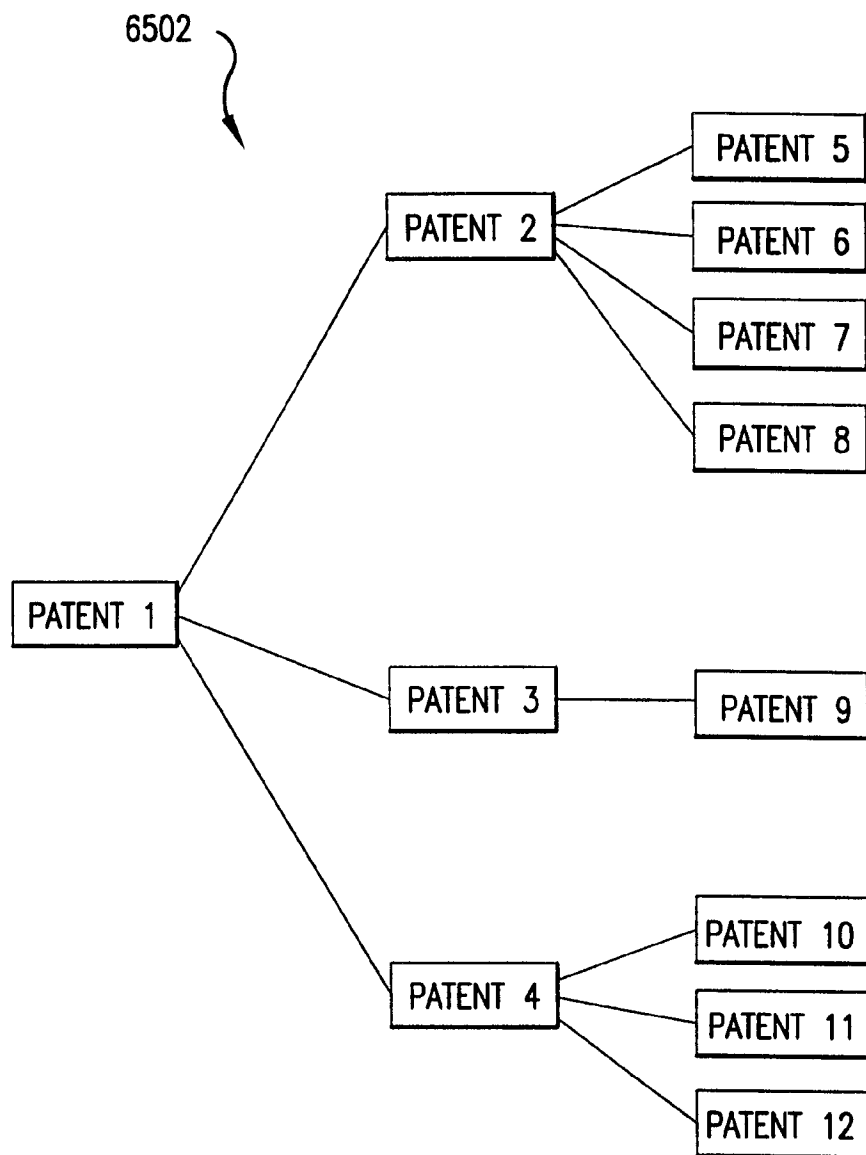 6502
PATENT 5
PATENT 2
PATENT 6
PATENT 7
PATENT 8
PATENT 1
PATENT 3
PATENT 9
PATENT 10
PATENT 4
PATENT 11
PATENT 12